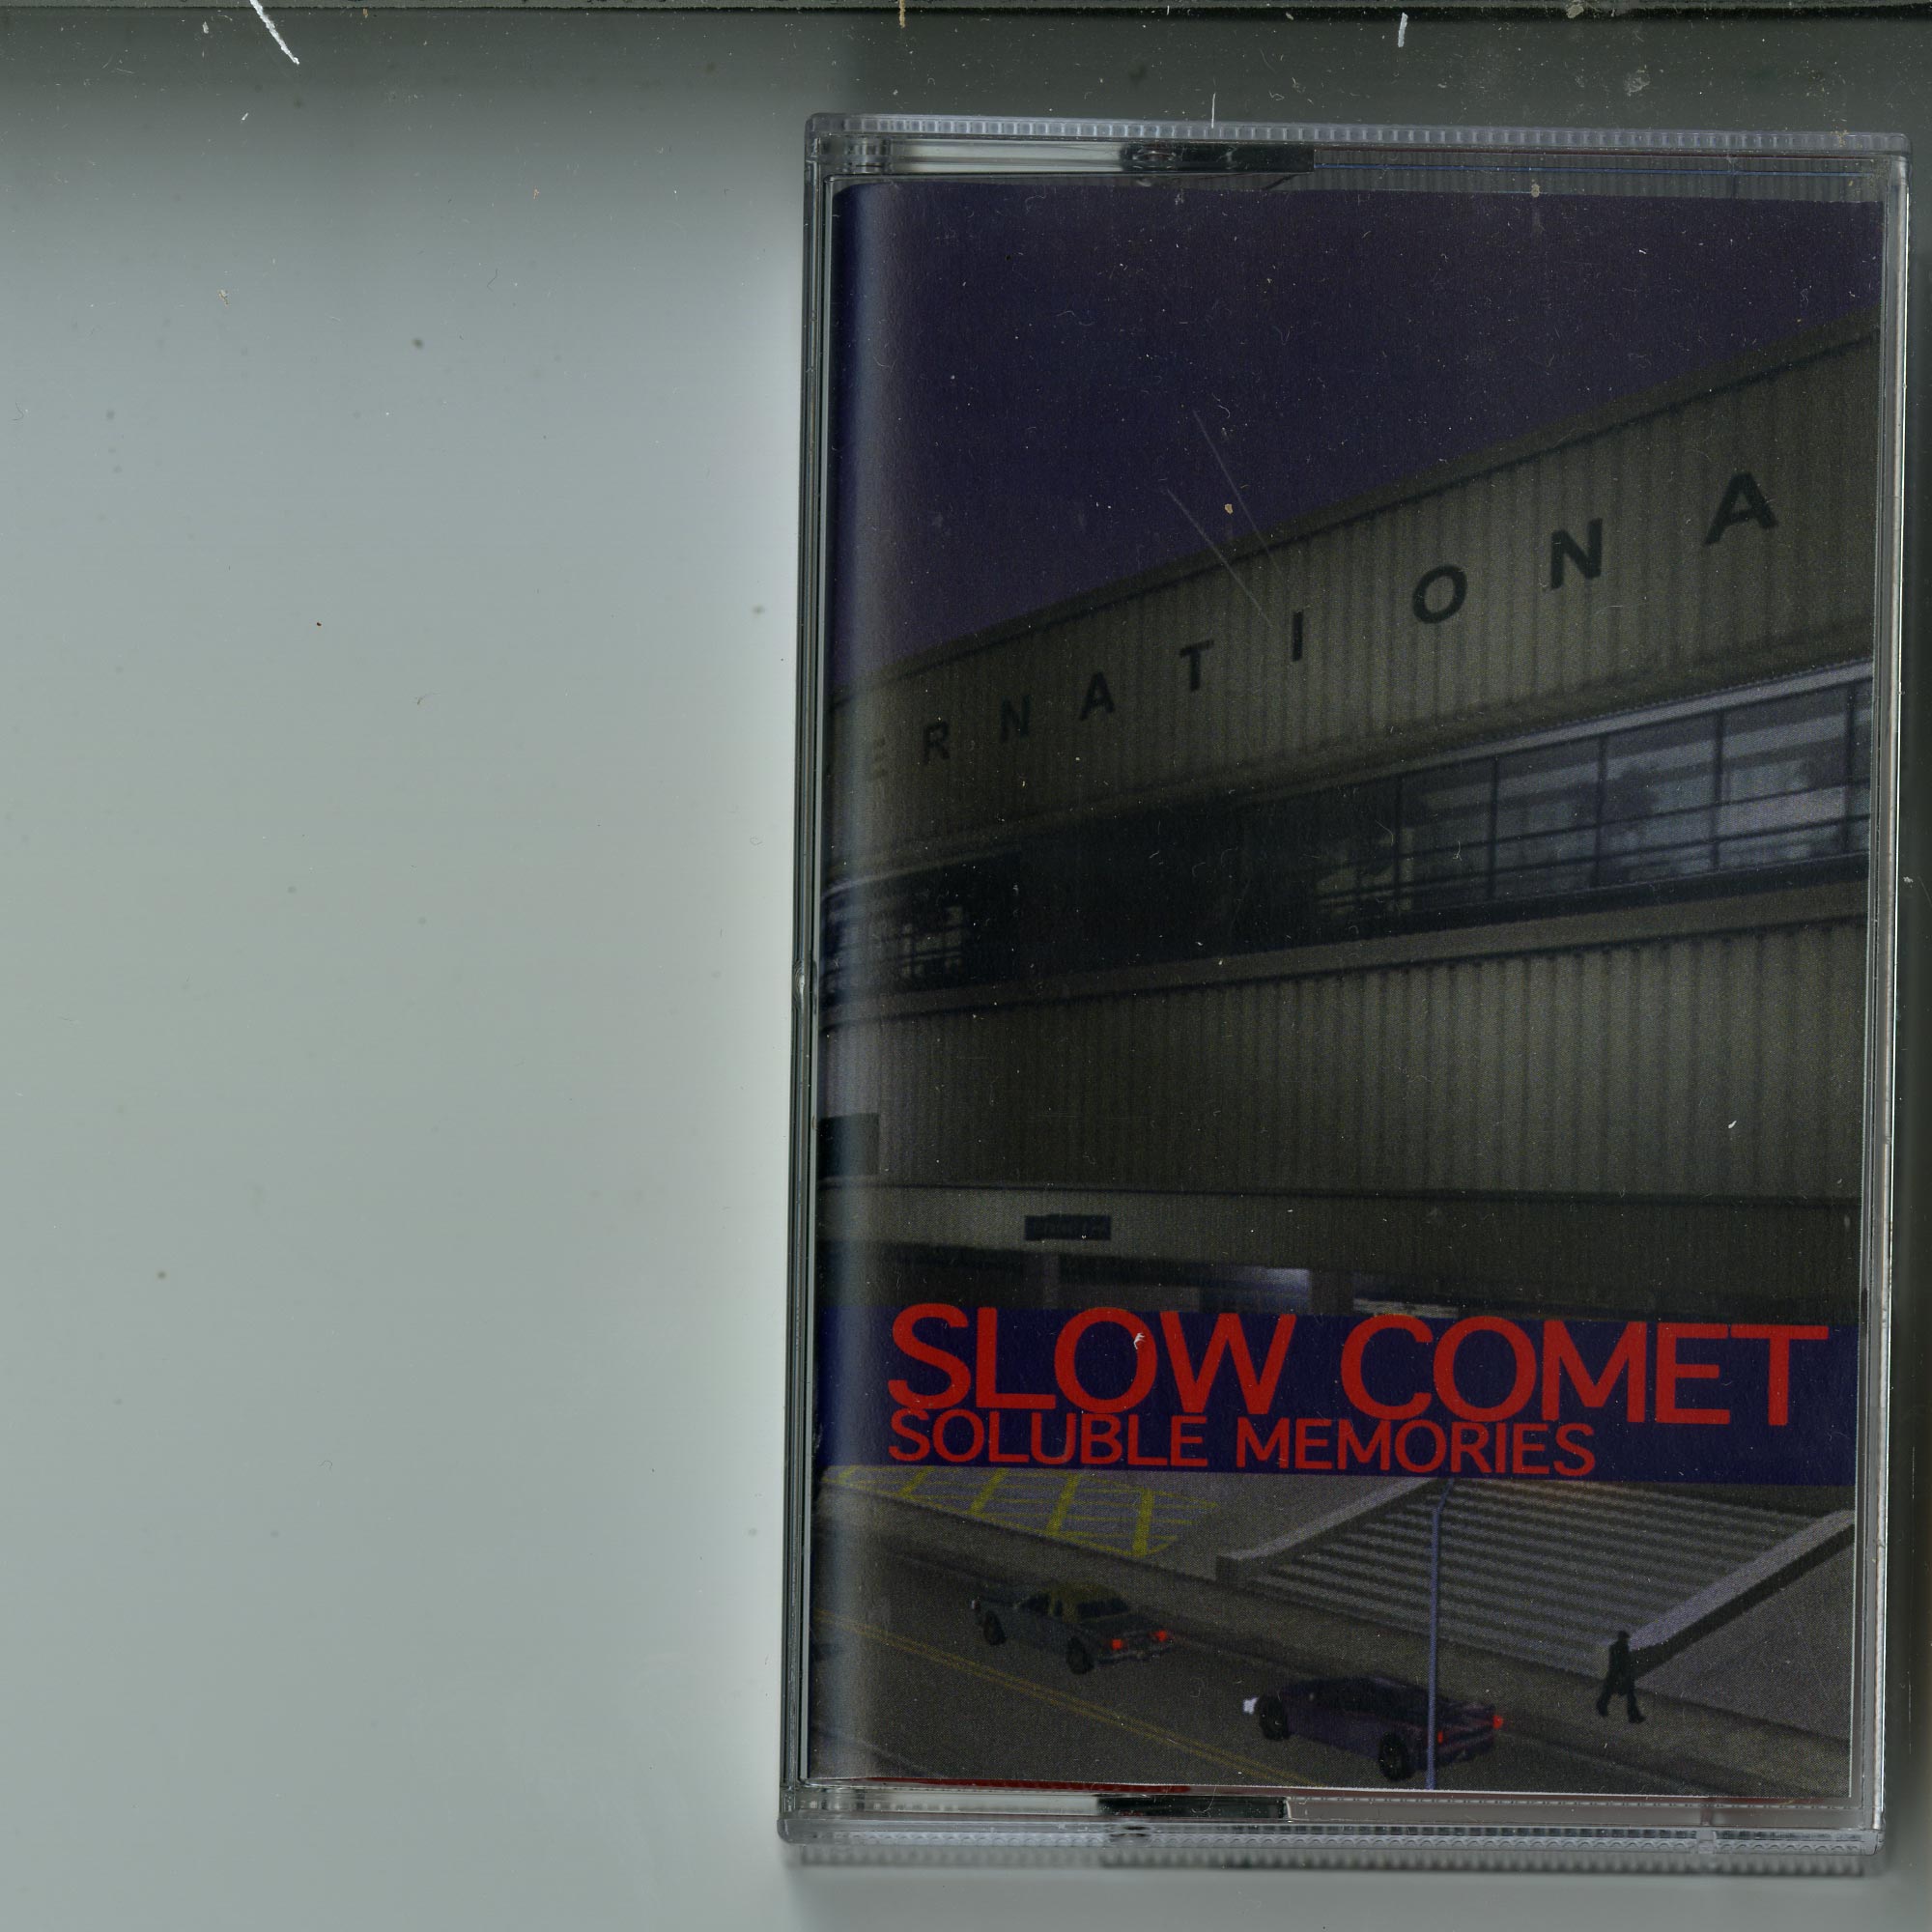 ERNATIONA
SLOW COMET
SOLUBLE MEMORIES